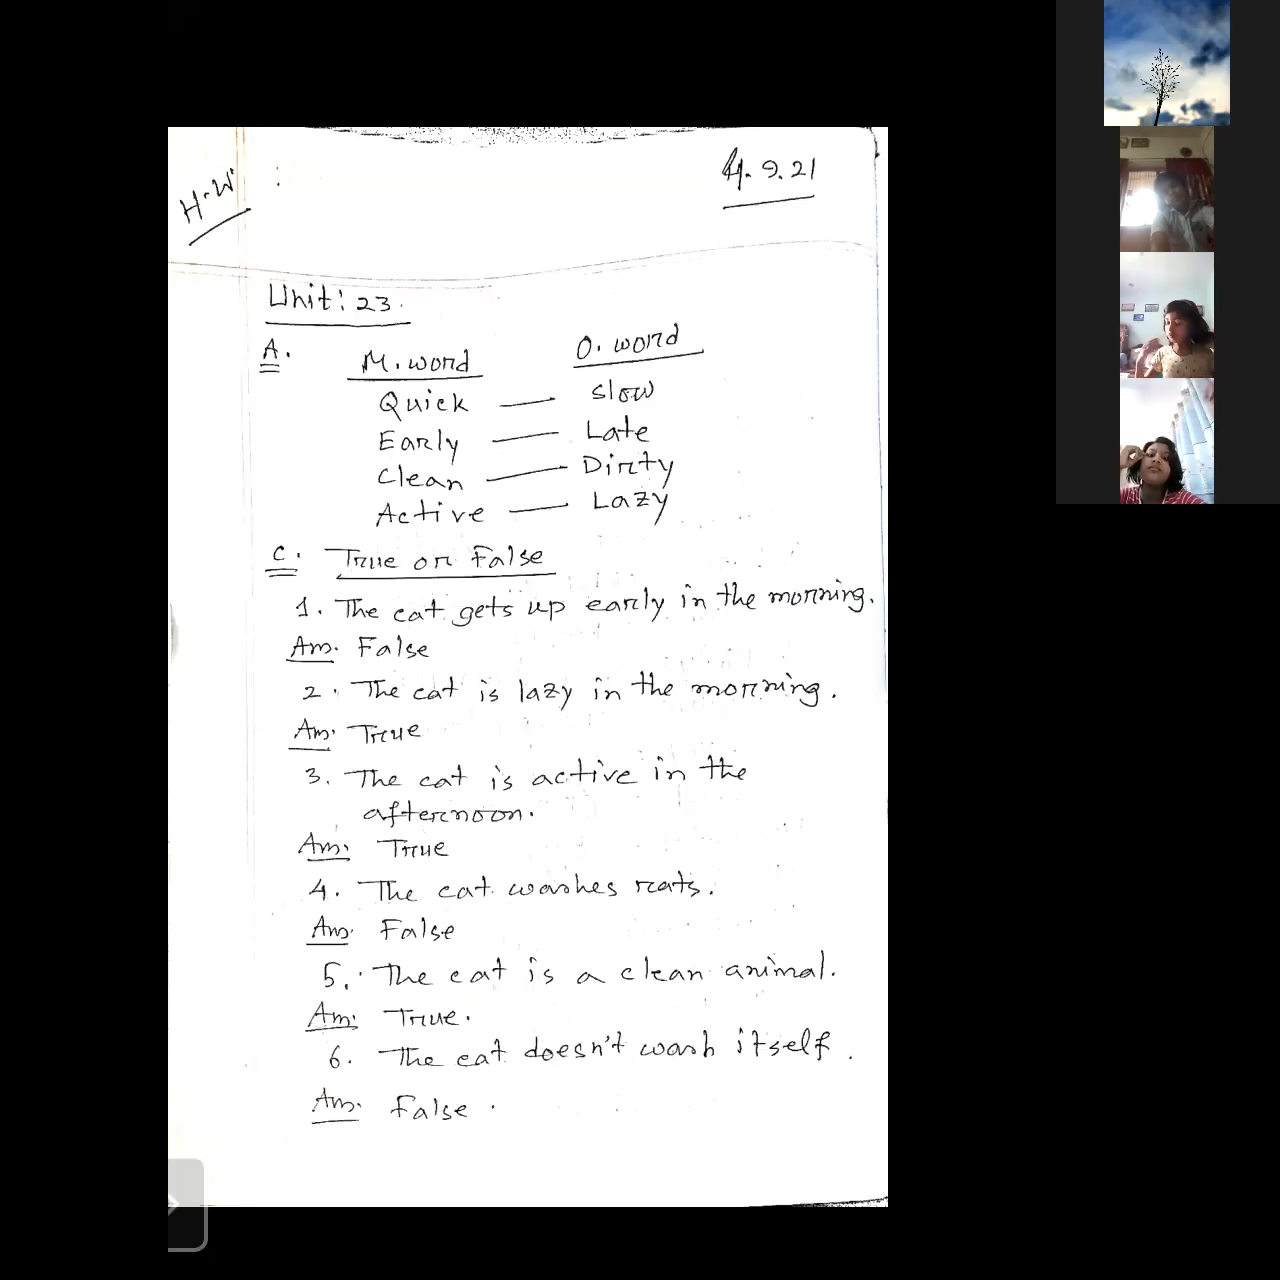 H.W:
4.9.21
Unit: 23.
A.
M. word O. word
Quick — Slow
Early — Late
Clean — Dirty
Active — Lazy
C. True or False
1. The cat gets up early in the morning.
Ans. False
2. The cat is lazy in the morning.
Ans. True
3. The cat is active in the
afternoon.
Ans. True
4. The cat washes rats.
Ans. False
5. The cat is a clean animal.
Ans. True.
6. The cat doesn't wash itself.
Ans. False.